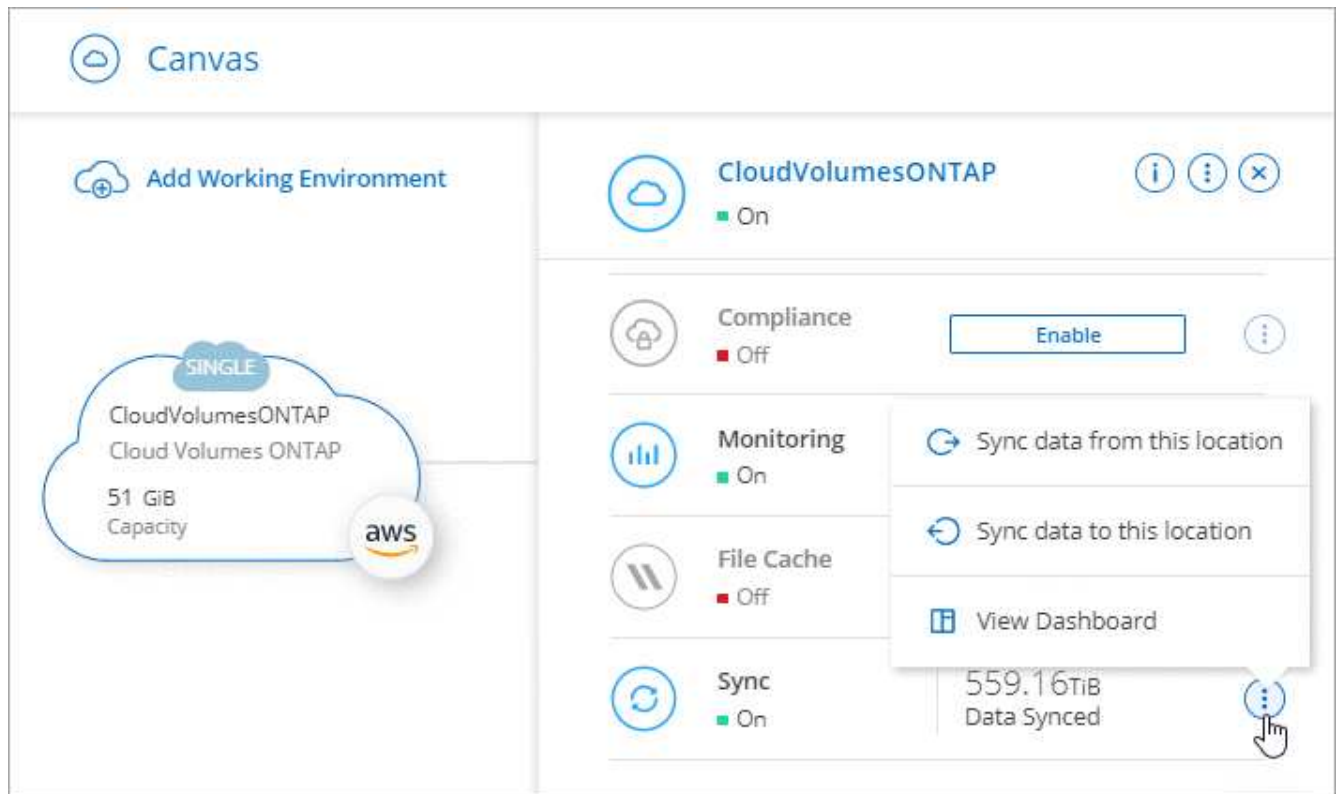 Canvas
Add Working Environment
SINGLE
CloudVolumesONTAP
Cloud Volumes ONTAP
51 GiB
Capacity
aws
CloudVolumesONTAP
On
Compliance
Off
Enable
Monitoring
On
File Cache
Off
Sync
On
559.16TiB
Data Synced
Sync data from this location
Sync data to this location
View Dashboard